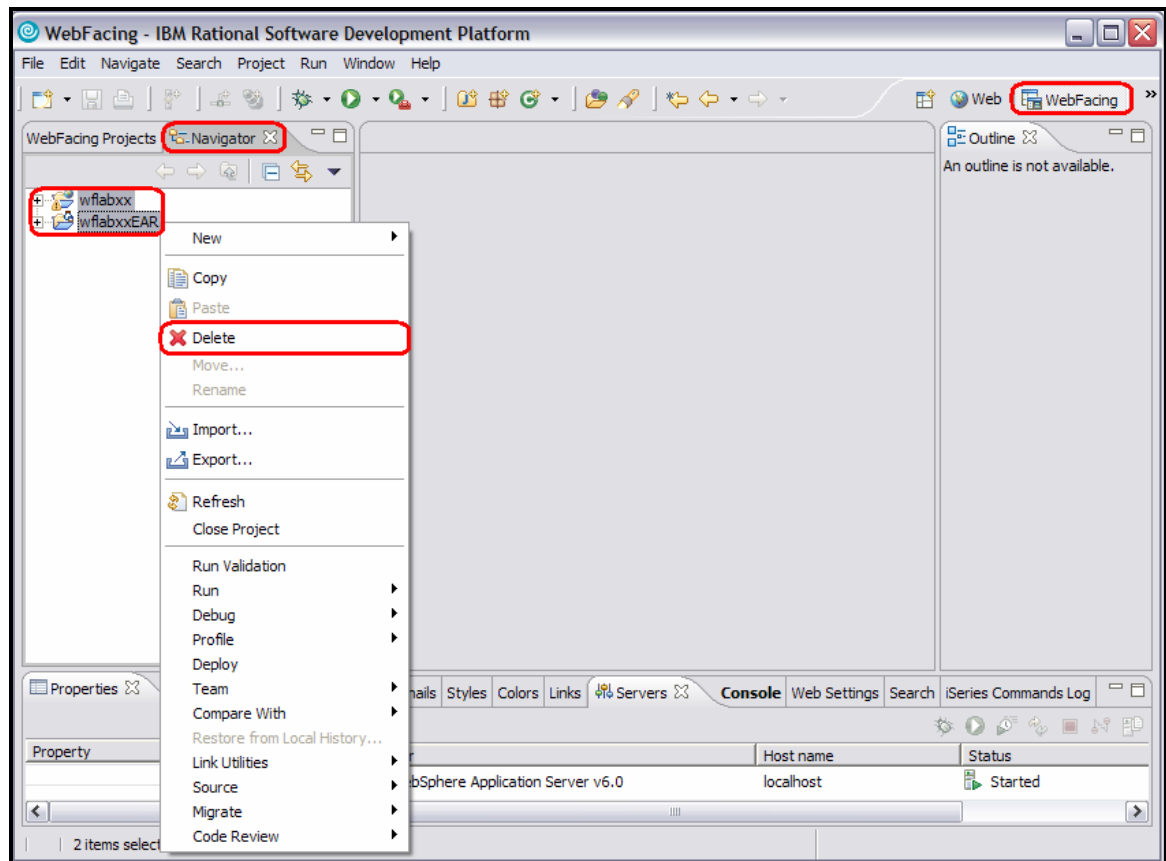 WebFacing - IBM Rational Software Development Platform
File Edit Navigate Search Project Run Window Help
Web WebFacing »
WebFacing Projects Navigator
Outline
An outline is not available.
wflabxx
wflabxxEAR
New
Copy
Paste
Delete
Move...
Rename
Import...
Export...
Refresh
Close Project
Run Validation
Run
Debug
Profile
Deploy
Team
Compare With
Restore from Local History...
Link Utilities
Source
Migrate
Code Review
Properties
Styles Colors Links Servers Console Web Settings Search iSeries Commands Log
Property Host name Status
Application Server v6.0 localhost Started
2 items select